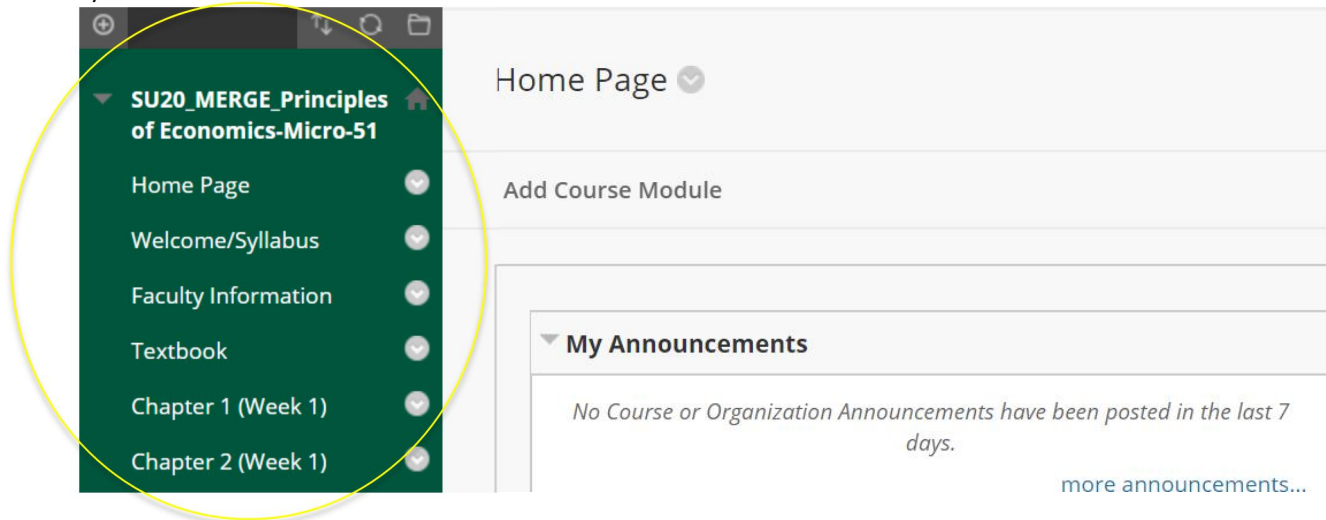 SU20_MERGE_Principles
of Economics-Micro-51
Home Page
Welcome/Syllabus
Faculty Information
Textbook
Chapter 1 (Week 1)
Chapter 2 (Week 1)
Home Page
Add Course Module
My Announcements
No Course or Organization Announcements have been posted in the last 7
days.
more announcements...